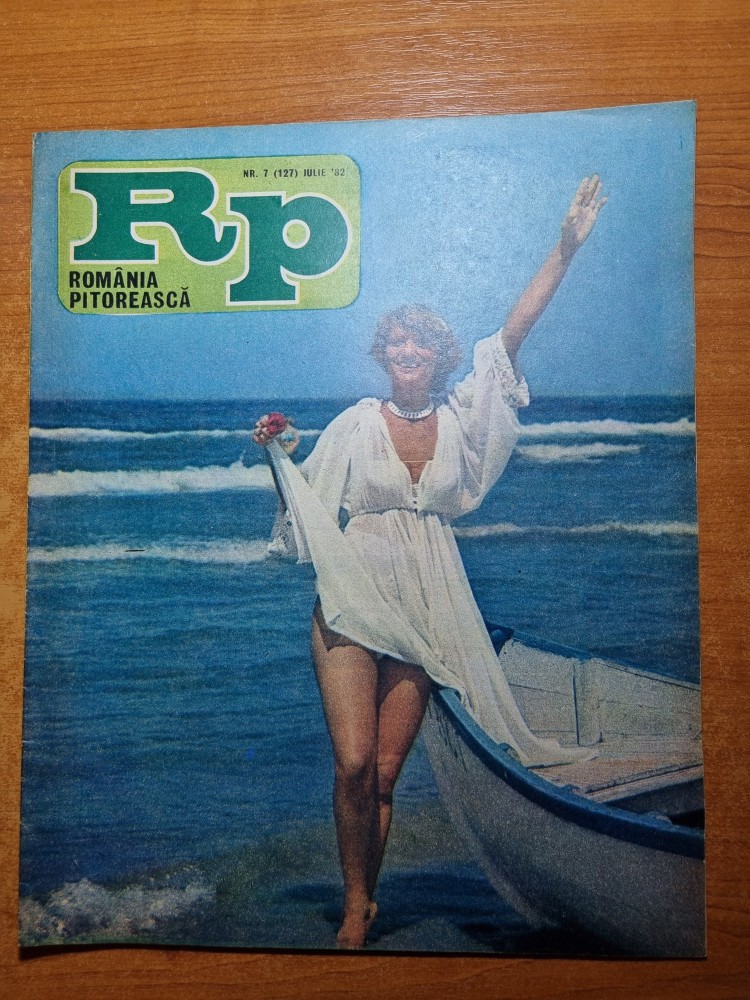 NR. 7 (127) IULIE '82
Rp
ROMÂNIA
PITOREASCĂ